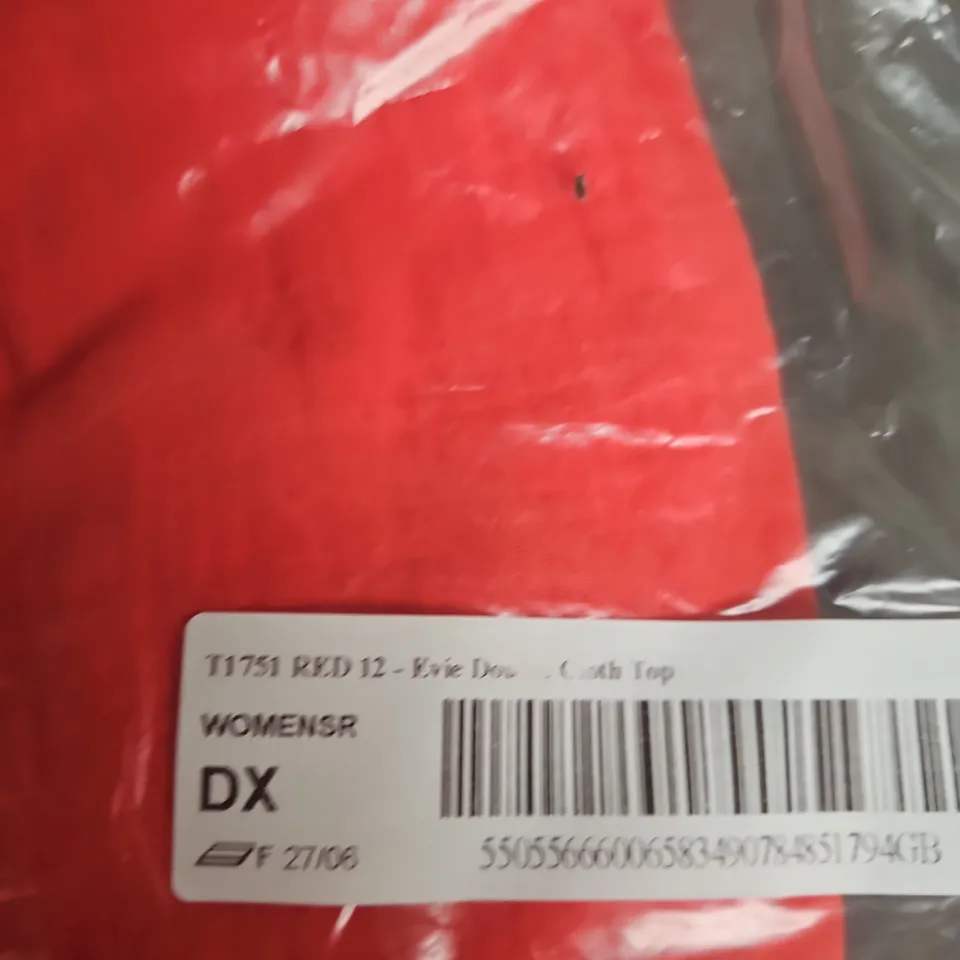 T1751 RED 12 - Evie Top
WOMENSR
DX
F 27/06
55055666006583490784851794GB